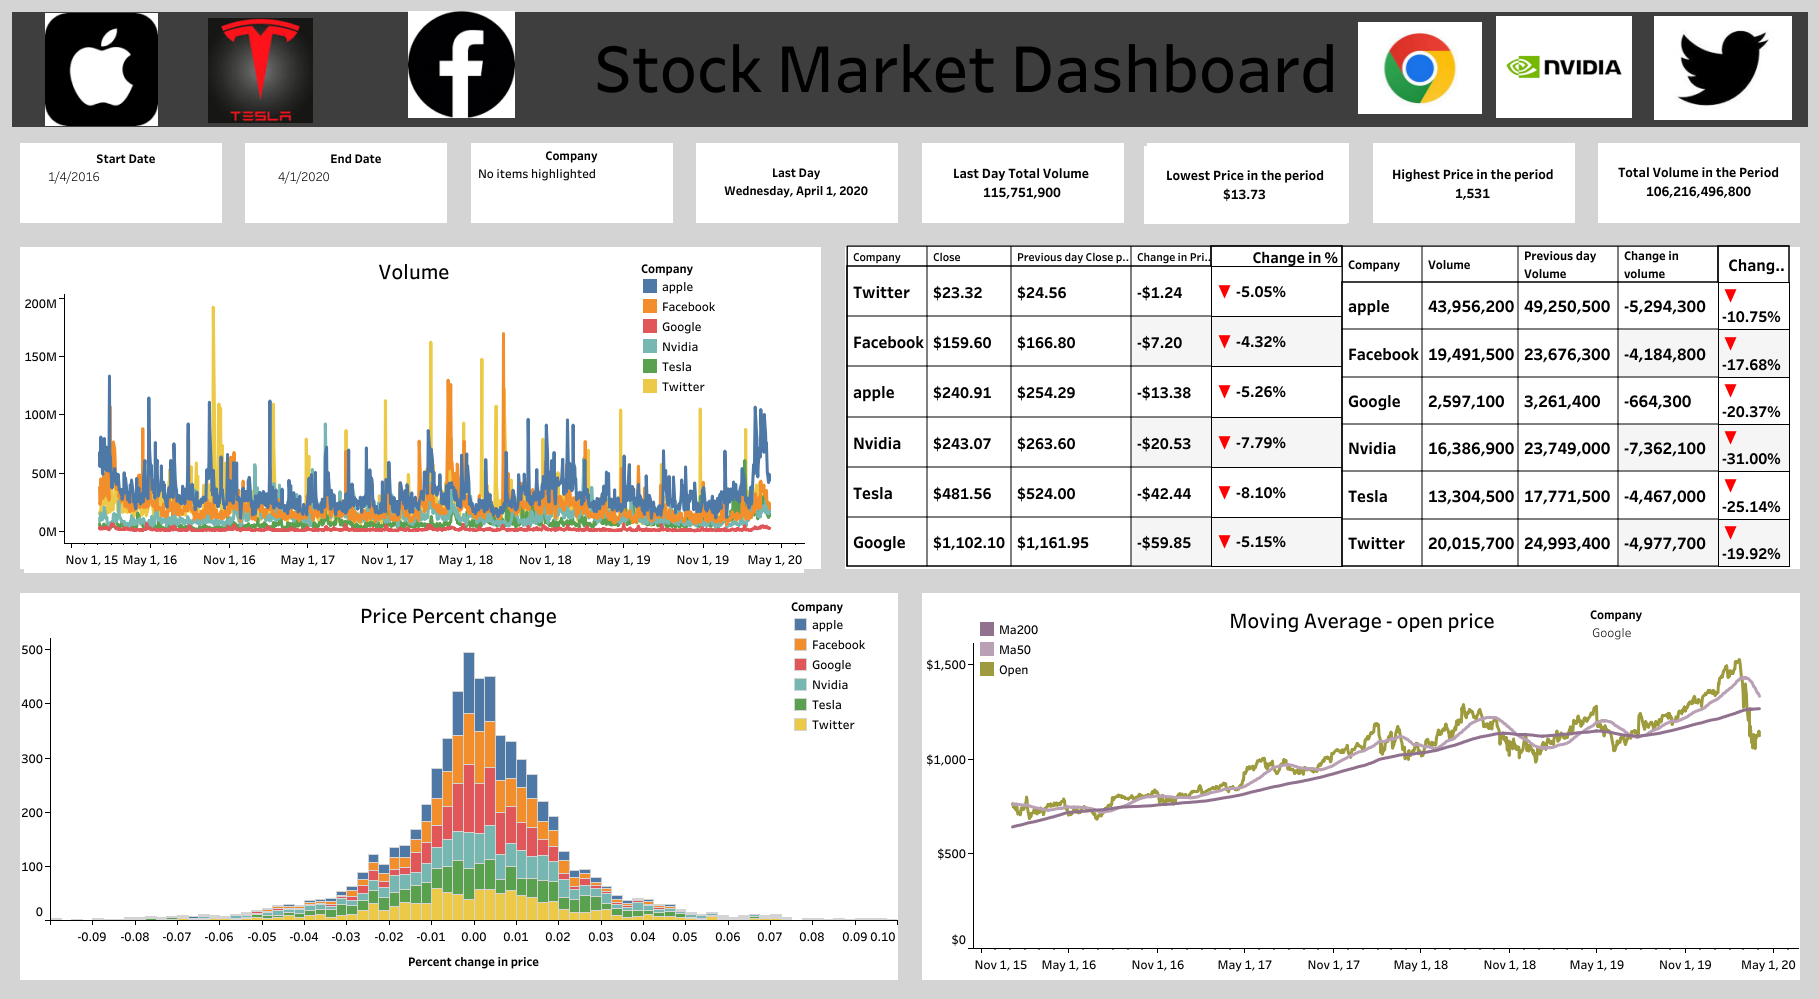 TESLA
Stock Market Dashboard
NVIDIA
Start Date
1/4/2016
End Date
4/1/2020
Company
No items highlighted
Last Day
Wednesday, April 1, 2020
Last Day Total Volume
115,751,900
Lowest Price in the period
$13.73
Highest Price in the period
1,531
Total Volume in the Period
106,216,496,800
Volume
Company
apple
Facebook
Google
Nvidia
Tesla
Twitter
200M
150M
100M
50M
0M
Nov 1, 15 May 1, 16 Nov 1, 16 May 1, 17 Nov 1, 17 May 1, 18 Nov 1, 18 May 1, 19 Nov 1, 19 May 1, 20
Company Close Previous day Close p.. Change in Pri.. Change in %
Twitter $23.32 $24.56 -$1.24 -5.05%
Facebook $159.60 $166.80 -$7.20 -4.32%
apple $240.91 $254.29 -$13.38 -5.26%
Nvidia $243.07 $263.60 -$20.53 -7.79%
Tesla $481.56 $524.00 -$42.44 -8.10%
Google $1,102.10 $1,161.95 -$59.85 -5.15%
Company Volume Previous day Volume Change in volume Chang..
apple 43,956,200 49,250,500 -5,294,300 -10.75%
Facebook 19,491,500 23,676,300 -4,184,800 -17.68%
Google 2,597,100 3,261,400 -664,300 -20.37%
Nvidia 16,386,900 23,749,000 -7,362,100 -31.00%
Tesla 13,304,500 17,771,500 -4,467,000 -25.14%
Twitter 20,015,700 24,993,400 -4,977,700 -19.92%
Price Percent change
Company
apple
Facebook
Google
Nvidia
Tesla
Twitter
500
400
300
200
100
0
-0.09 -0.08 -0.07 -0.06 -0.05 -0.04 -0.03 -0.02 -0.01 0.00 0.01 0.02 0.03 0.04 0.05 0.06 0.07 0.08 0.09 0.10
Percent change in price
Moving Average - open price
Company
Google
Ma200
Ma50
Open
$1,500
$1,000
$500
$0
Nov 1, 15 May 1, 16 Nov 1, 16 May 1, 17 Nov 1, 17 May 1, 18 Nov 1, 18 May 1, 19 Nov 1, 19 May 1, 20